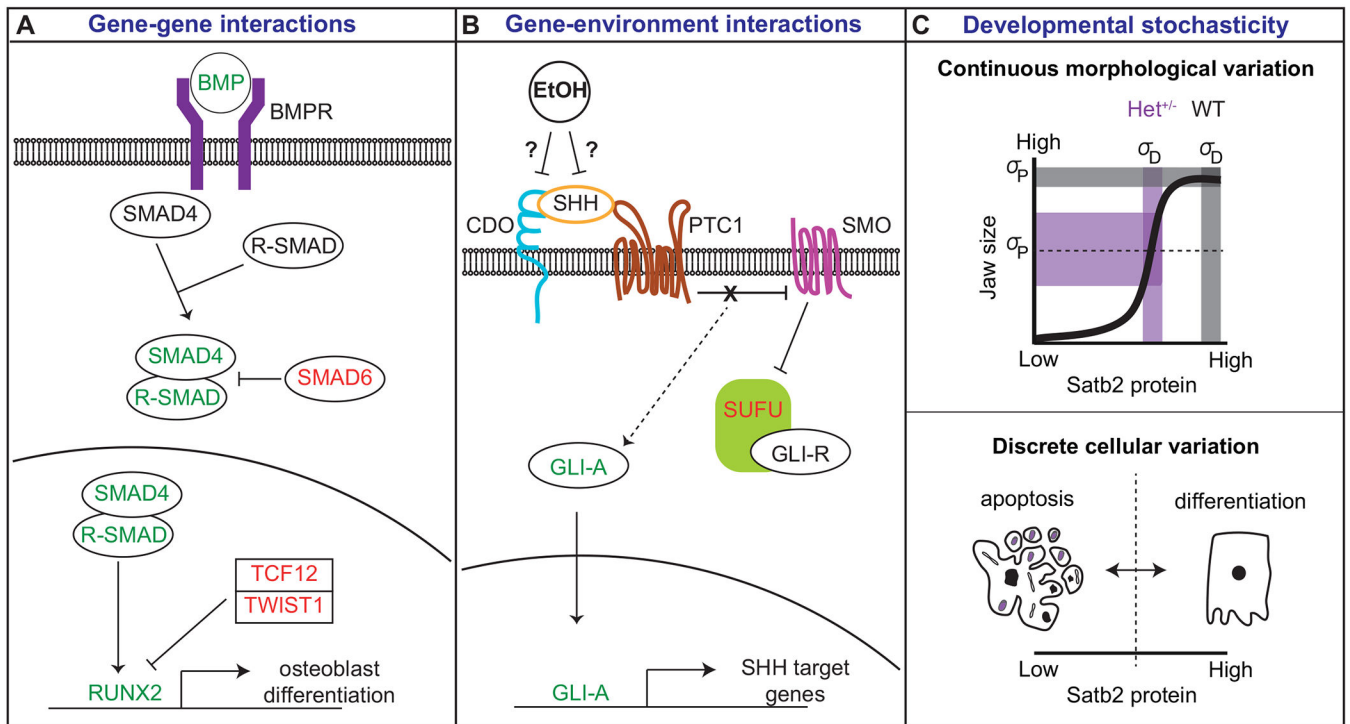 A Gene-gene interactions
BMP
BMPR
SMAD4
R-SMAD
SMAD4
R-SMAD
SMAD6
SMAD4
R-SMAD
TCF12
TWIST1
RUNX2
osteoblast
differentiation
B Gene-environment interactions
EtOH
? ?
SHH
CDO
PTC1
SMO
X
SUFU
GLI-R
GLI-A
GLI-A
SHH target
genes
C Developmental stochasticity
Continuous morphological variation
Het+/- WT
High
σD σD
σP
σP
Jaw size
Low High
Satb2 protein
Discrete cellular variation
apoptosis differentiation
Low High
Satb2 protein